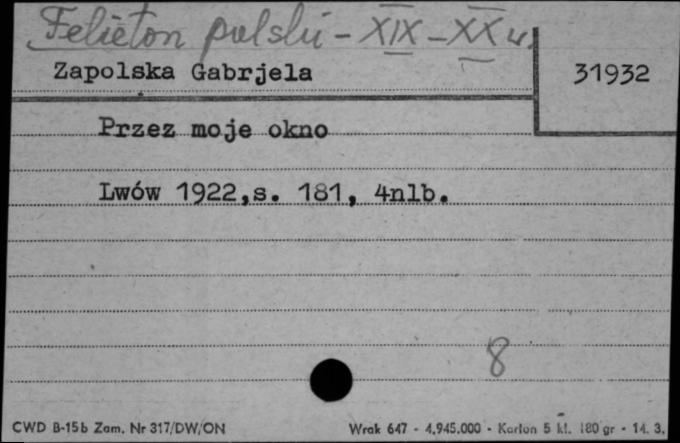 Felieton polski - XIX - XX w.
Zapolska Gabrjela
31932
Przez moje okno
Lwów 1922,s. 181, 4nlb.
8
CWD B-15b Zam. Nr 317/DW/ON
Wrak 647 - 4.945.000 - Karton 5 kl. 180 gr - 14. 3.